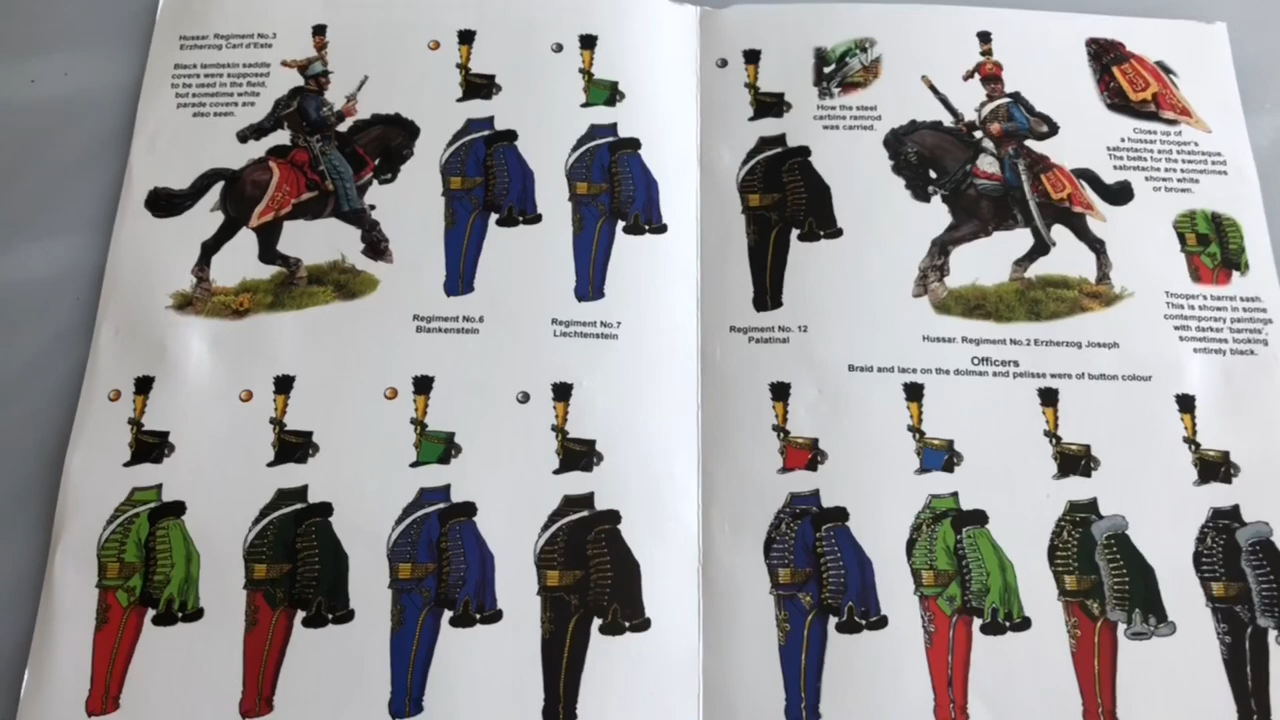 Hussar. Regiment No.3
Erzherzog Carl d'Este
Black lambskin saddle
covers were supposed
to be used in the field,
but sometime white
parade covers are
also seen.
Regiment No.6
Blankenstein
Regiment No.7
Liechtenstein
How the steel
carbine ramrod
was carried.
Close up of
a hussar trooper's
sabretache and shabraque.
The belts for the sword and
sabretache are sometimes
shown white
or brown.
Trooper's barrel sash.
This is shown in some
contemporary paintings
with darker 'barrels',
sometimes looking
entirely black.
Regiment No. 12
Palatinal
Hussar. Regiment No.2 Erzherzog Joseph
Officers
Braid and lace on the dolman and pelisse were of button colour